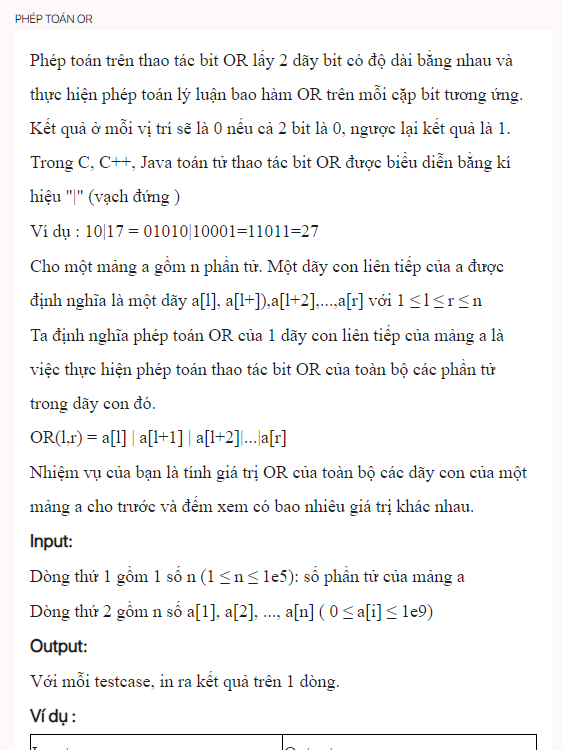 PHÉP TOÁN OR
Phép toán trên thao tác bit OR lấy 2 dãy bit có độ dài bằng nhau và
thực hiện phép toán lý luận bao hàm OR trên mỗi cặp bit tương ứng.
Kết quả ở mỗi vị trí sẽ là 0 nếu cả 2 bit là 0, ngược lại kết quả là 1.
Trong C, C++, Java toán tử thao tác bit OR được biểu diễn bằng kí
hiệu "|" (vạch đứng )
Ví dụ : 10|17 = 01010|10001=11011=27
Cho một mảng a gồm n phần tử. Một dãy con liên tiếp của a được
định nghĩa là một dãy a[l], a[l+]),a[l+2],...,a[r] với 1 ≤ l ≤ r ≤ n
Ta định nghĩa phép toán OR của 1 dãy con liên tiếp của mảng a là
việc thực hiện phép toán thao tác bit OR của toàn bộ các phần tử
trong dãy con đó.
OR(l,r) = a[l] | a[l+1] | a[l+2]|...|a[r]
Nhiệm vụ của bạn là tính giá trị OR của toàn bộ các dãy con của một
mảng a cho trước và đếm xem có bao nhiêu giá trị khác nhau.
Input:
Dòng thứ 1 gồm 1 số n (1 ≤ n ≤ 1e5): số phần tử của mảng a
Dòng thứ 2 gồm n số a[1], a[2], ..., a[n] ( 0 ≤ a[i] ≤ 1e9)
Output:
Với mỗi testcase, in ra kết quả trên 1 dòng.
Ví dụ :